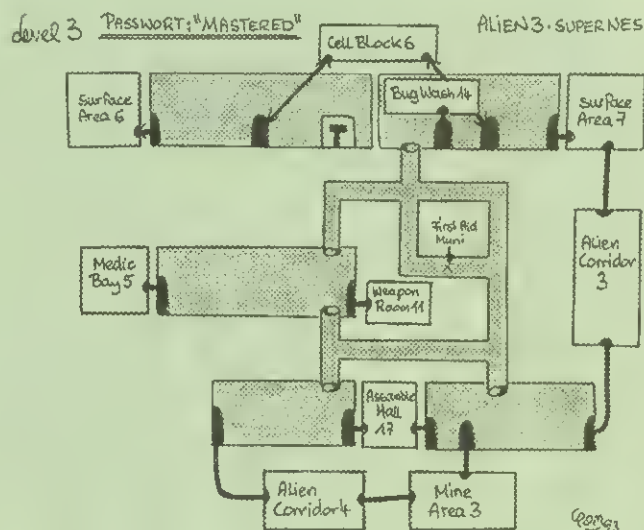 Level 3 PASSWORT: "MASTERED"
ALIEN 3 · SUPERNES
Cell Block 6
Surface
Area 6
Bug Wash 14
Surface
Area 7
T
First Aid
Muni
Alien
Corridor
3
Medic
Bay 5
Weapon
Room 11
Assemble
Hall
17
Alien
Corridor 4
Mine
Area 3